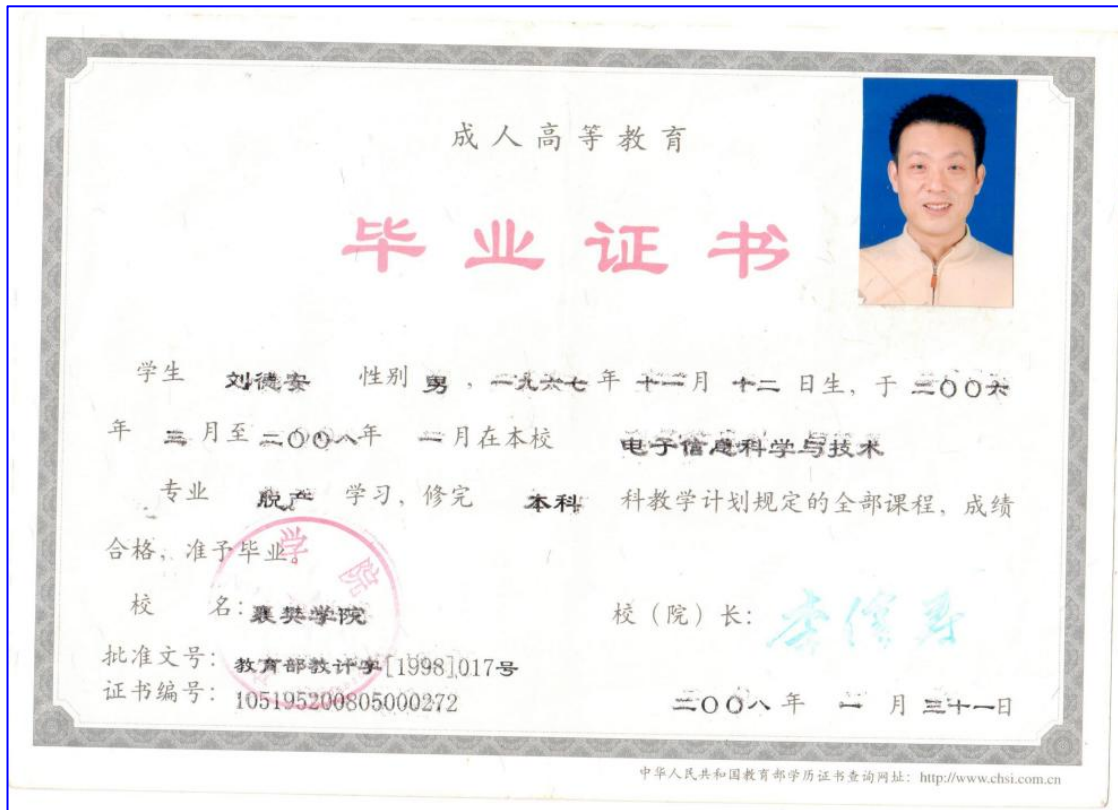 成人高等教育
毕业证书
学生 刘德安 性别 男，一九六七年 十一月 十二 日生，于 二〇〇六
年 三 月至 二〇〇八年 一月在本校 电子信息科学与技术
专业 脱产 学习，修完 本科 科教学计划规定的全部课程，成绩
合格，准予毕业。
学院
校 名：襄樊学院
校（院）长：
批准文号：教育部教计字[1998]017号
证书编号：105195200805000272
二〇〇八年 一 月 三十一日
中华人民共和国教育部学历证书查询网址：http://www.chsi.com.cn